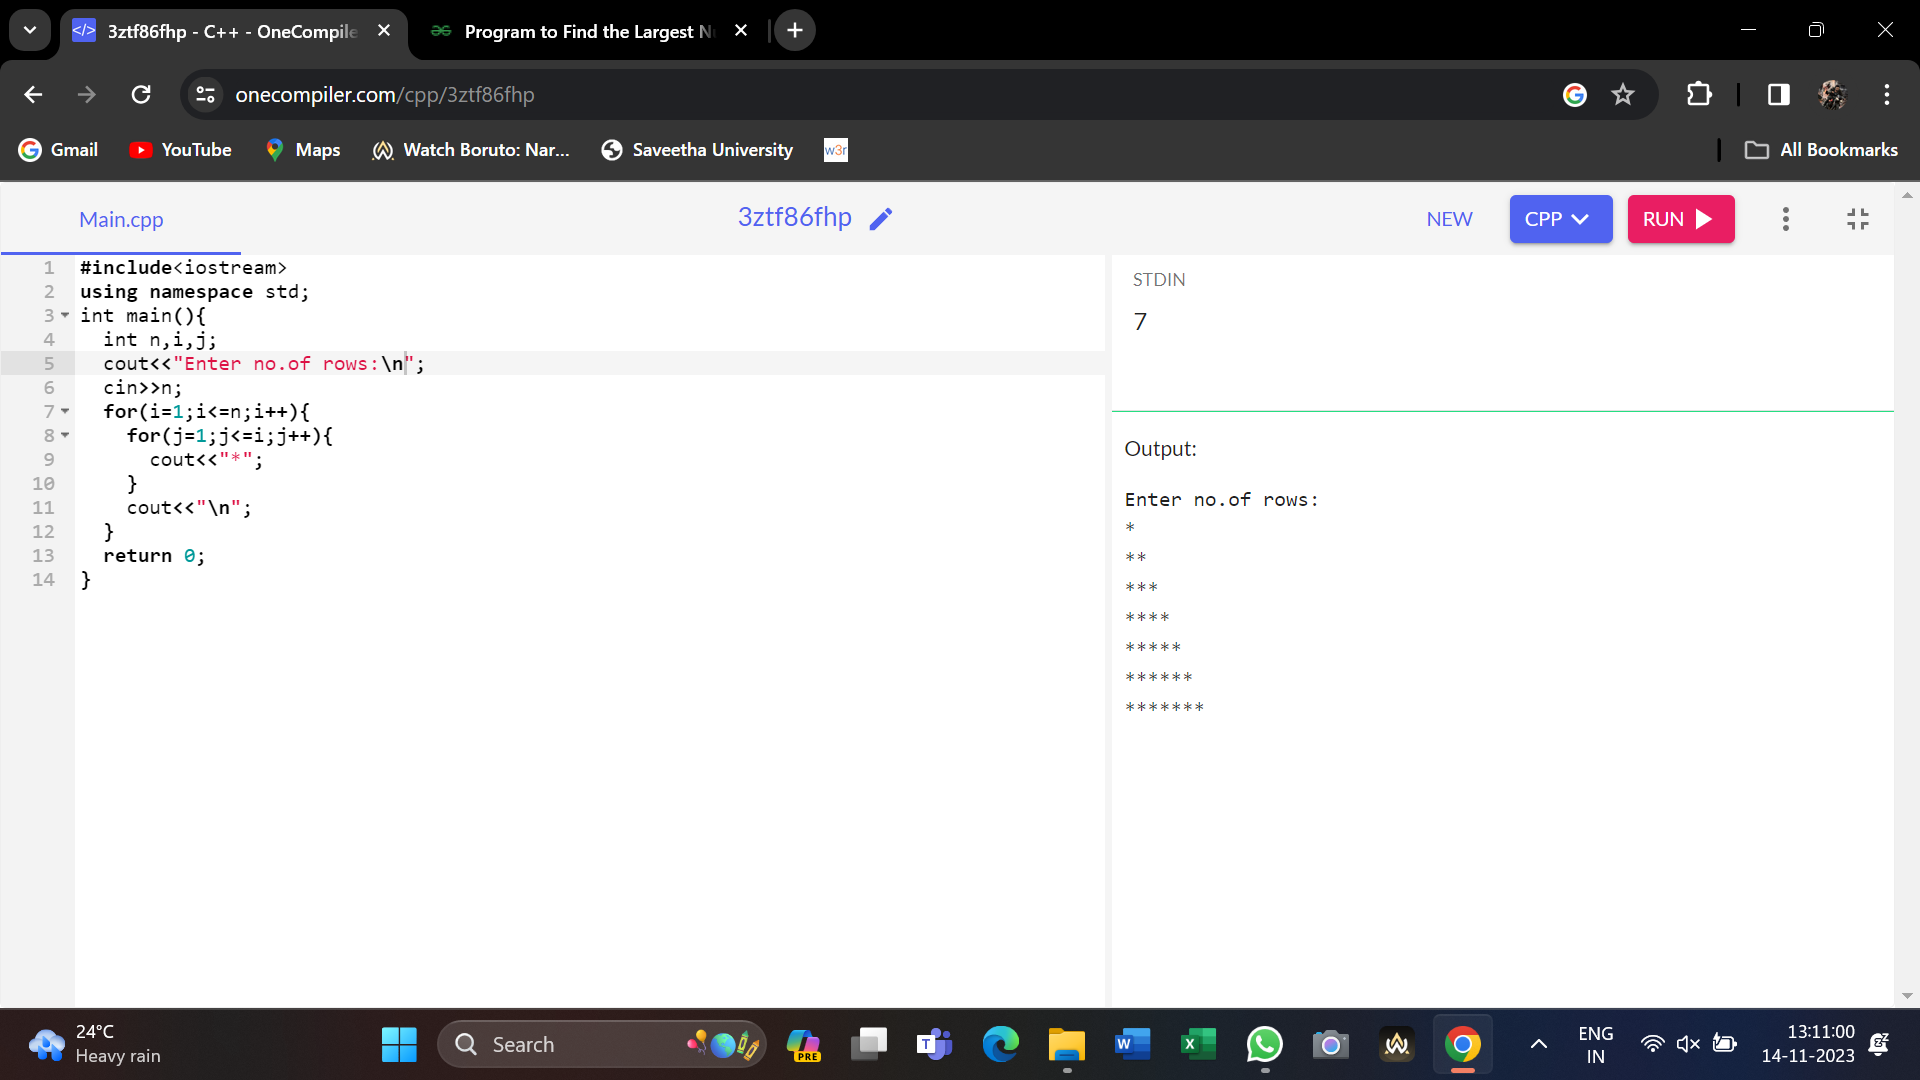 3ztf86fhp - C++ - OneCompile
Program to Find the Largest N
onecompiler.com/cpp/3ztf86fhp
Gmail
YouTube
Maps
Watch Boruto: Nar...
Saveetha University
w3r
All Bookmarks
Main.cpp
3ztf86fhp
NEW
CPP
RUN
1 #include<iostream>
2 using namespace std;
3 int main(){
4 int n,i,j;
5 cout<<"Enter no.of rows:\n";
6 cin>>n;
7 for(i=1;i<=n;i++){
8 for(j=1;j<=i;j++){
9 cout<<"*";
10 }
11 cout<<"\n";
12 }
13 return 0;
14 }
STDIN
7
Output:
Enter no.of rows:
*
**
***
****
*****
******
*******
24°C
Heavy rain
Search
PRE
ENG
IN
13:11:00
14-11-2023